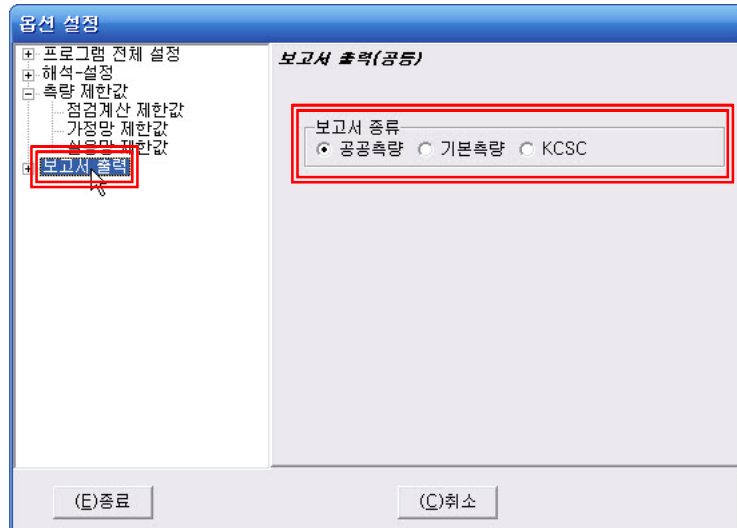 옵션 설정
프로그램 전체 설정
해석-설정
측량 제한값
점검계산 제한값
가정망 제한값
실용망 제한값
보고서 출력
보고서 출력(공통)
보고서 종류
공공측량 기본측량 KCSC
(E)종료
(C)취소